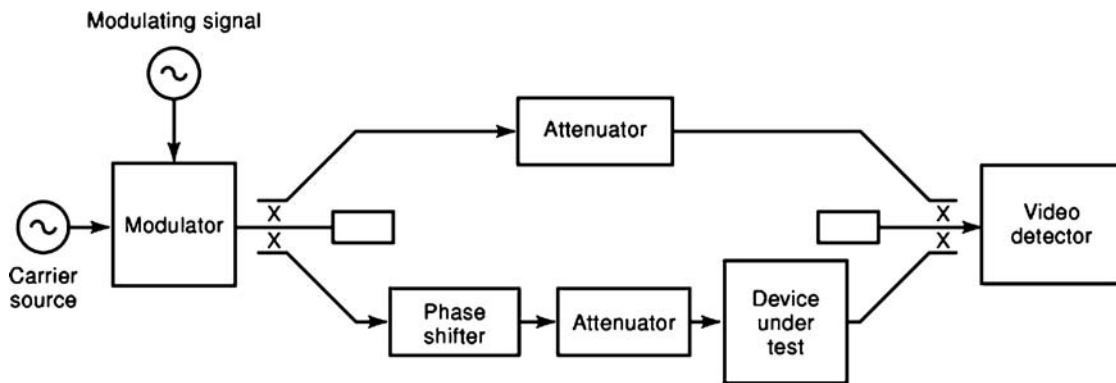 Modulating signal
Attenuator
Modulator
X
X
X
X
Video
detector
Carrier
source
Phase
shifter
Attenuator
Device
under
test